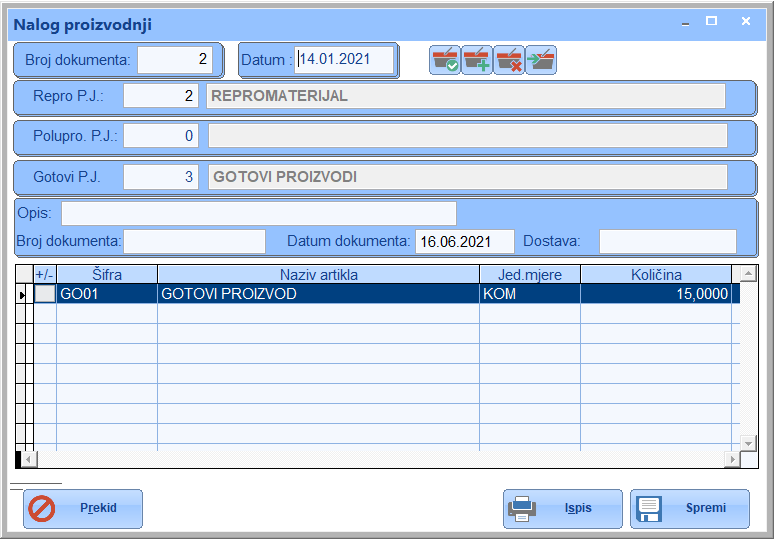 Nalog proizvodnji
Broj dokumenta: 2 Datum : 14.01.2021
Repro P.J.: 2 REPROMATERIJAL
Polupro. P.J.: 0
Gotovi P.J. 3 GOTOVI PROIZVODI
Opis:
Broj dokumenta: Datum dokumenta: 16.06.2021 Dostava:
+/- Šifra Naziv artikla Jed.mjere Količina
GO01 GOTOVI PROIZVOD KOM 15,0000
Prekid Ispis Spremi